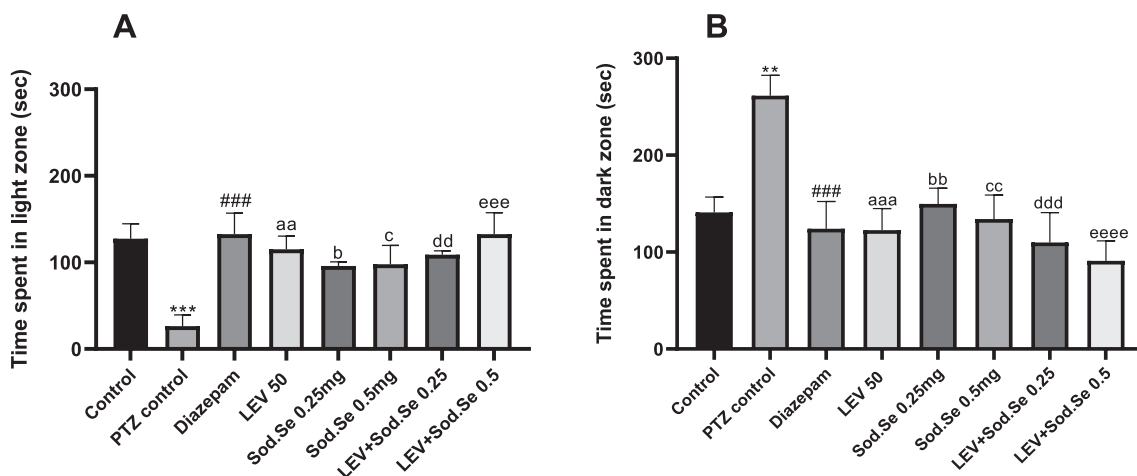 A
Time spent in light zone (sec)
300
200
100
0
***
###
aa
b
c
dd
eee
Control
PTZ control
Diazepam
LEV 50
Sod.Se 0.25mg
Sod.Se 0.5mg
LEV+Sod.Se 0.25
LEV+Sod.Se 0.5
B
Time spent in dark zone (sec)
300
200
100
0
**
###
aaa
bb
cc
ddd
eeee
Control
PTZ control
Diazepam
LEV 50
Sod.Se 0.25mg
Sod.Se 0.5mg
LEV+Sod.Se 0.25
LEV+Sod.Se 0.5